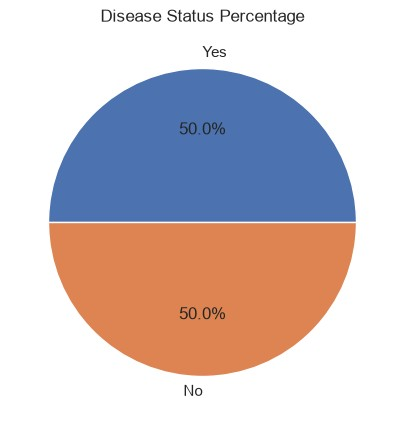 Disease Status Percentage
Yes
50.0%
50.0%
No